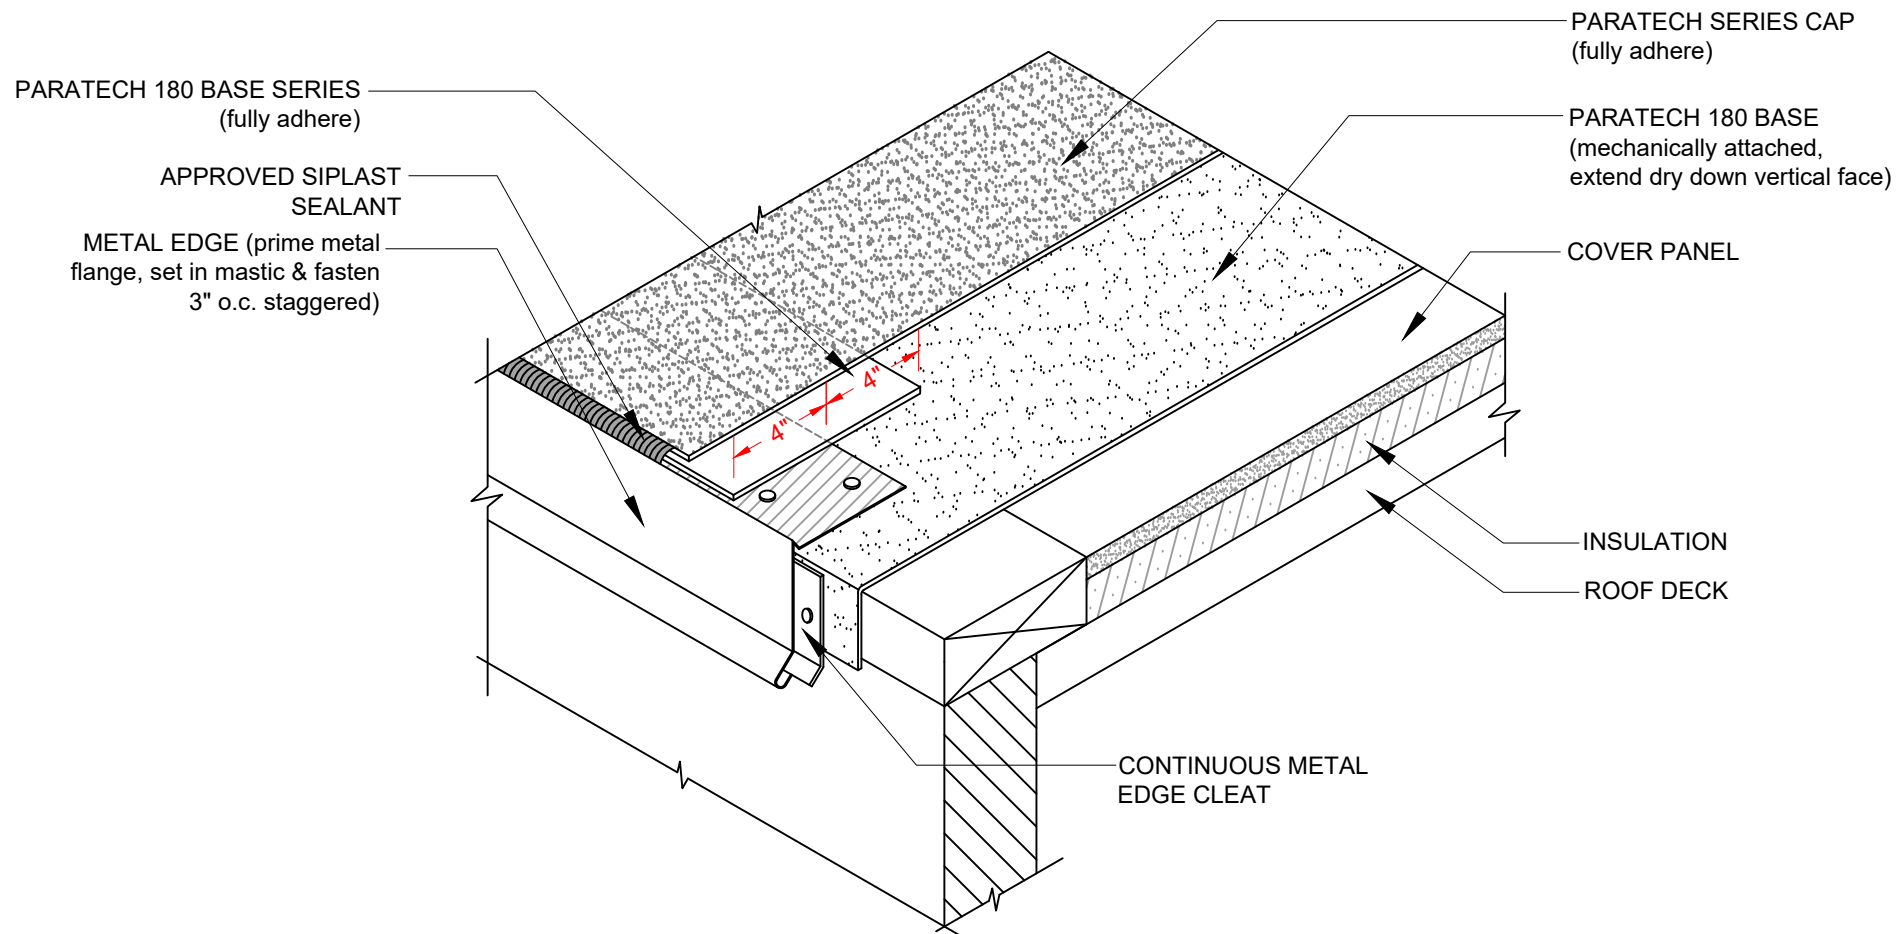 PARATECH SERIES CAP
(fully adhere)
PARATECH 180 BASE SERIES
(fully adhere)
PARATECH 180 BASE
(mechanically attached,
extend dry down vertical face)
APPROVED SIPLAST
SEALANT
METAL EDGE (prime metal
flange, set in mastic & fasten
3" o.c. staggered)
COVER PANEL
4"
4"
INSULATION
ROOF DECK
CONTINUOUS METAL
EDGE CLEAT